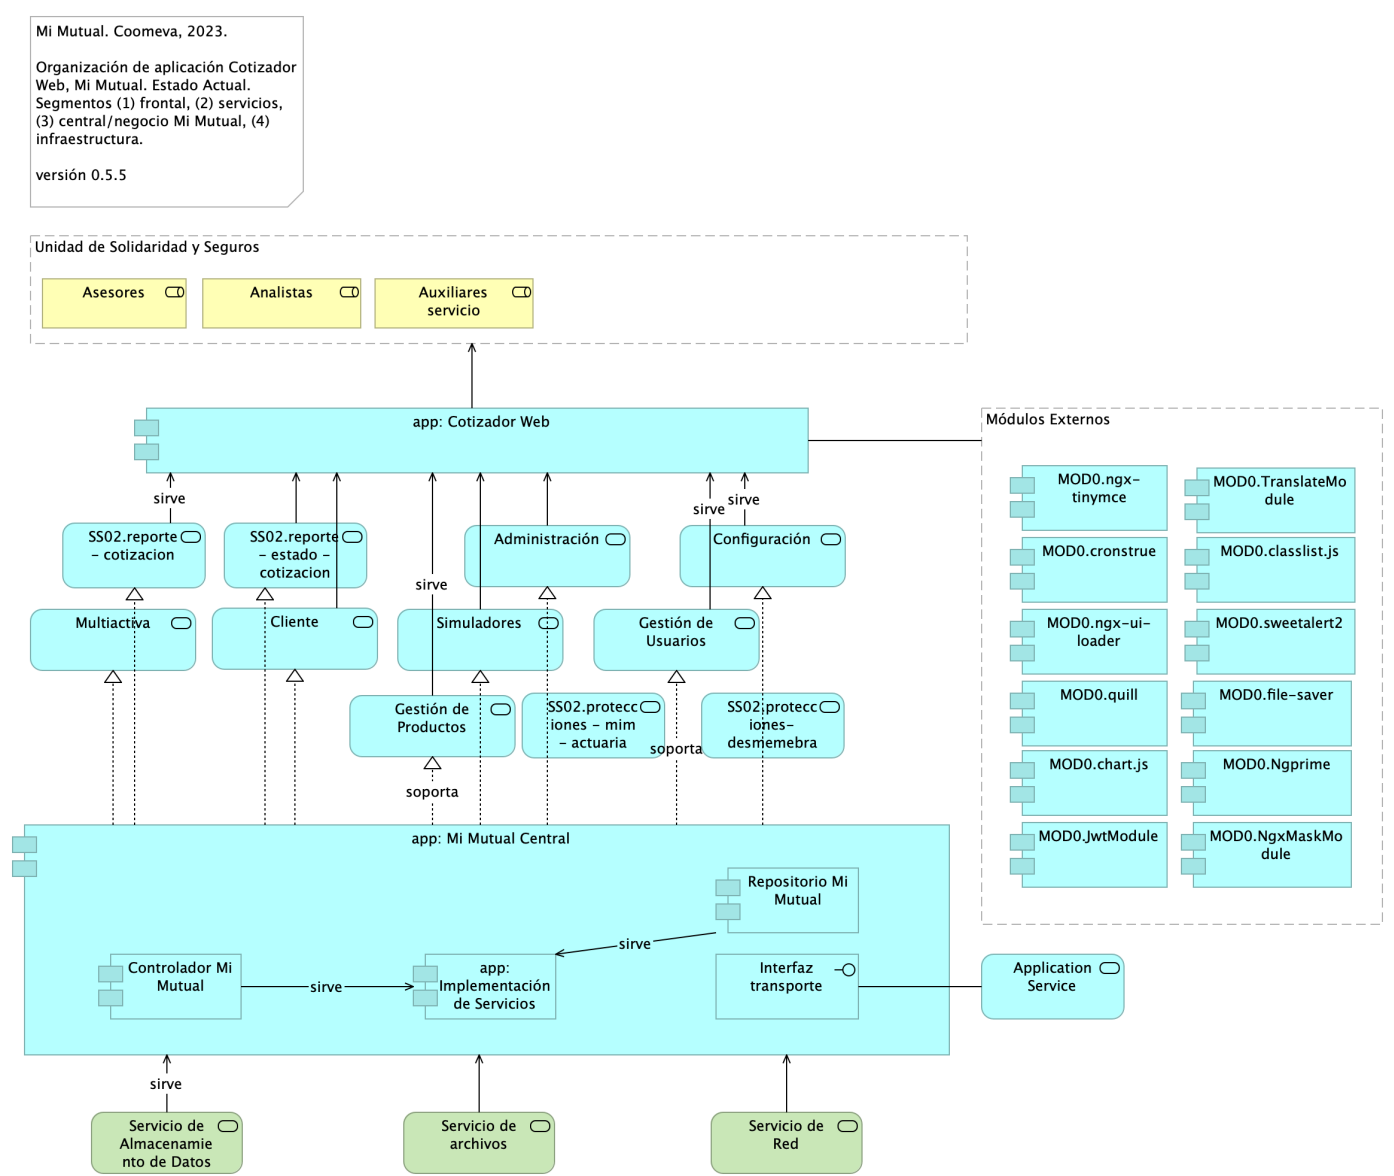 Mi Mutual. Coomeva, 2023.
Organización de aplicación Cotizador
Web, Mi Mutual. Estado Actual.
Segmentos (1) frontal, (2) servicios,
(3) central/negocio Mi Mutual, (4)
infraestructura.
versión 0.5.5
Unidad de Solidaridad y Seguros
Asesores
Analistas
Auxiliares
servicio
app: Cotizador Web
Módulos Externos
MOD0.ngx-
tinymce
MOD0.TranslateMo
dule
MOD0.cronstrue
MOD0.classlist.js
MOD0.ngx-ui-
loader
MOD0.sweetalert2
MOD0.quill
MOD0.file-saver
MOD0.chart.js
MOD0.Ngprime
MOD0.JwtModule
MOD0.NgxMaskMo
dule
sirve
sirve
sirve
SS02.reporte
- cotizacion
SS02.reporte
- estado -
cotizacion
Administración
Configuración
sirve
Multiactiva
Cliente
Simuladores
Gestión de
Usuarios
Gestión de
Productos
SS02.protecc
iones - mim
- actuaria
SS02.protecc
iones-
desmemebra
soporta
soporta
app: Mi Mutual Central
Repositorio Mi
Mutual
sirve
Controlador Mi
Mutual
sirve
app:
Implementación
de Servicios
Interfaz
transporte
Application
Service
sirve
Servicio de
Almacenamie
nto de Datos
Servicio de
archivos
Servicio de
Red